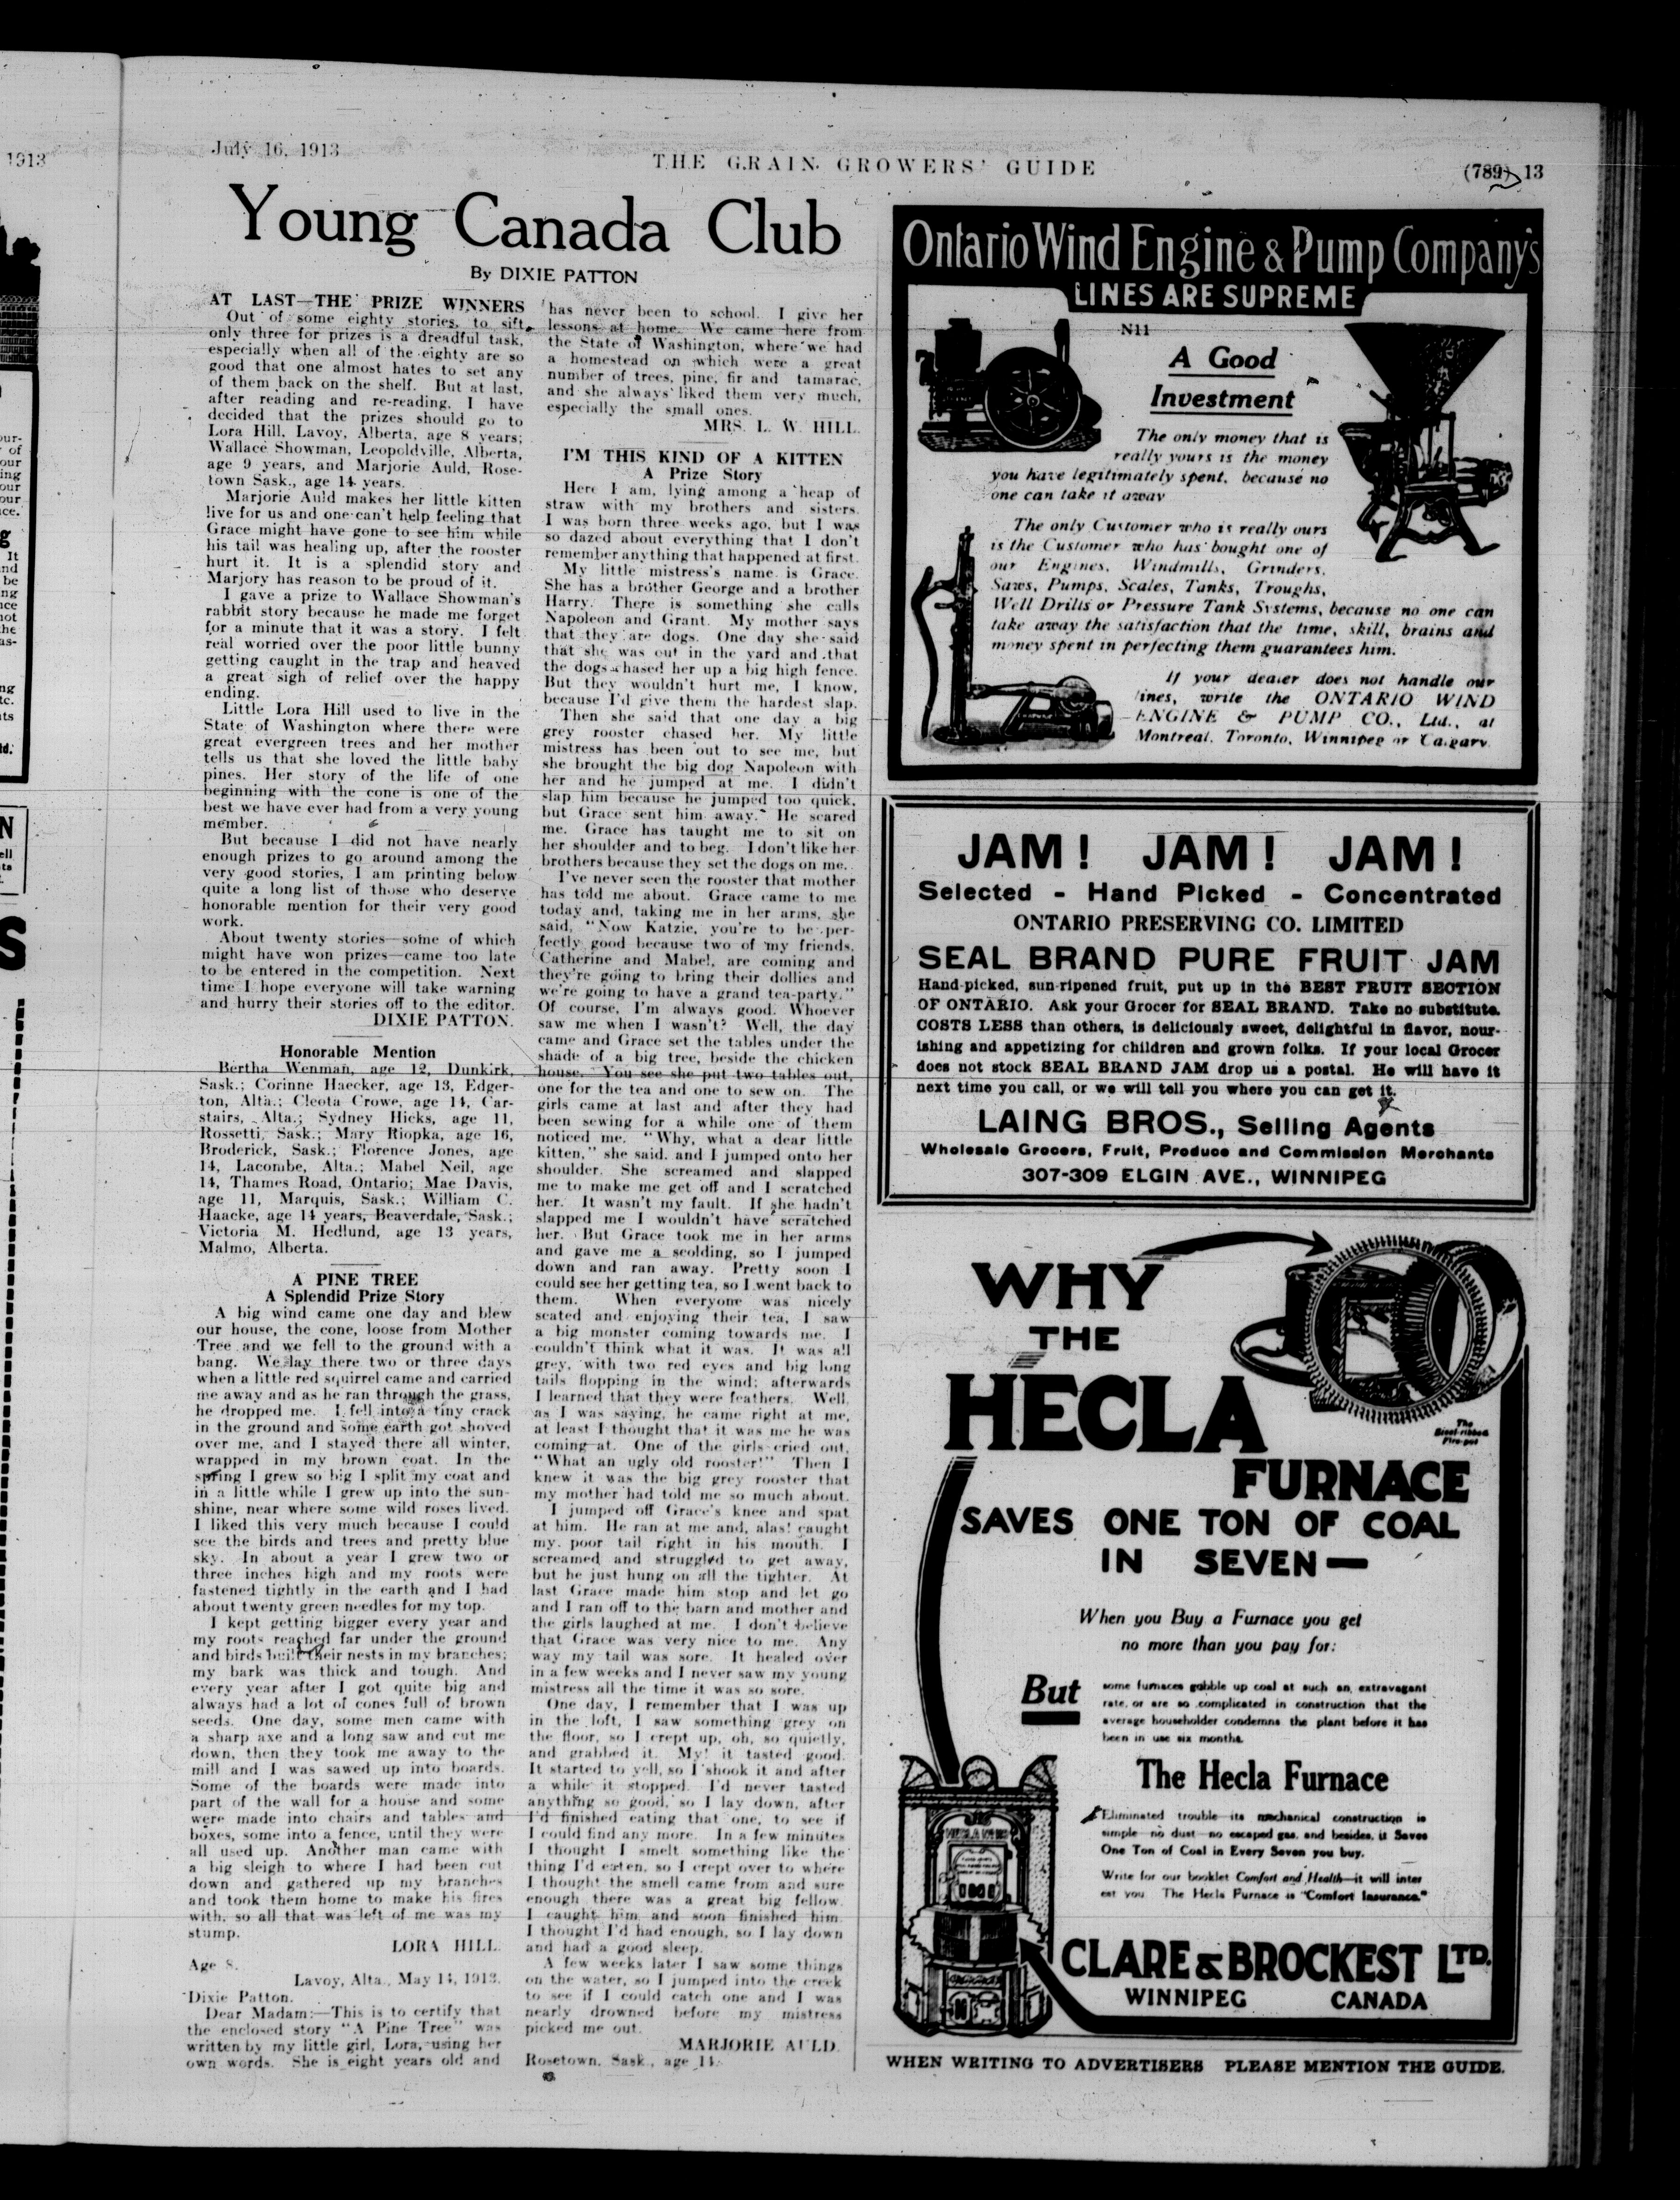 July 16, 1913
THE GRAIN GROWERS' GUIDE
(789) 13
Young Canada Club
By DIXIE PATTON
AT LAST—THE PRIZE WINNERS
Out of some eighty stories, to sift
only three for prizes is a dreadful task,
especially when all of the eighty are so
good that one almost hates to set any
of them back on the shelf. But at last,
after reading and re-reading, I have
decided that the prizes should go to
Lora Hill, Lavoy, Alberta, age 8 years;
Wallace Showman, Leopoldville, Alberta,
age 9 years, and Marjorie Auld, Rose-
town Sask., age 14 years.
Marjorie Auld makes her little kitten
live for us and one can't help feeling that
Grace might have gone to see him while
his tail was healing up, after the rooster
hurt it. It is a splendid story and
Marjory has reason to be proud of it.
I gave a prize to Wallace Showman's
rabbit story because he made me forget
for a minute that it was a story. I felt
real worried over the poor little bunny
getting caught in the trap and heaved
a great sigh of relief over the happy
ending.
Little Lora Hill used to live in the
State of Washington where there were
great evergreen trees and her mother
tells us that she loved the little baby
pines. Her story of the life of one
beginning with the cone is one of the
best we have ever had from a very young
member.
But because I did not have nearly
enough prizes to go around among the
very good stories, I am printing below
quite a long list of those who deserve
honorable mention for their very good
work.
About twenty stories—some of which
might have won prizes—came too late
to be entered in the competition. Next
time I hope everyone will take warning
and hurry their stories off to the editor.
DIXIE PATTON.
Honorable Mention
Bertha Wenman, age 12, Dunkirk,
Sask.; Corinne Haecker, age 13, Edger-
ton, Alta.; Cleota Crowe, age 14, Car-
stairs, Alta.; Sydney Hicks, age 11,
Rossetti, Sask.; Mary Riopka, age 16,
Broderick, Sask.; Florence Jones, age
14, Lacombe, Alta.; Mabel Neil, age
14, Thames Road, Ontario; Mae Davis,
age 11, Marquis, Sask.; William C.
Haacke, age 14 years, Beaverdale, Sask.;
Victoria M. Hedlund, age 13 years,
Malmo, Alberta.
A PINE TREE
A Splendid Prize Story
A big wind came one day and blew
our house, the cone, loose from Mother
Tree and we fell to the ground with a
bang. We lay there two or three days
when a little red squirrel came and carried
me away and as he ran through the grass,
he dropped me. I fell into a tiny crack
in the ground and some earth got shoved
over me, and I stayed there all winter,
wrapped in my brown coat. In the
spring I grew so big I split my coat and
in a little while I grew up into the sun-
shine, near where some wild roses lived.
I liked this very much because I could
see the birds and trees and pretty blue
sky. In about a year I grew two or
three inches high and my roots were
fastened tightly in the earth and I had
about twenty green needles for my top.
I kept getting bigger every year and
my roots reached far under the ground
and birds built their nests in my branches;
my bark was thick and tough. And
every year after I got quite big and
always had a lot of cones full of brown
seeds. One day, some men came with
a sharp axe and a long saw and cut me
down, then they took me away to the
mill and I was sawed up into boards.
Some of the boards were made into
part of the wall for a house and some
were made into chairs and tables and
boxes, some into a fence, until they were
all used up. Another man came with
a big sleigh to where I had been cut
down and gathered up my branches
and took them home to make his fires
with, so all that was left of me was my
stump.
LORA HILL.
Age 8.
Lavoy, Alta., May 14, 1913.
Dixie Patton.
Dear Madam:—This is to certify that
the enclosed story "A Pine Tree" was
written by my little girl, Lora, using her
own words. She is eight years old and
has never been to school. I give her
lessons at home. We came here from
the State of Washington, where we had
a homestead on which were a great
number of trees, pine, fir and tamarac,
and she always liked them very much,
especially the small ones.
MRS. L. W. HILL.
I'M THIS KIND OF A KITTEN
A Prize Story
Here I am, lying among a heap of
straw with my brothers and sisters.
I was born three weeks ago, but I was
so dazed about everything that I don't
remember anything that happened at first.
My little mistress's name is Grace.
She has a brother George and a brother
Harry. There is something she calls
Napoleon and Grant. My mother says
that they are dogs. One day she said
that she was out in the yard and that
the dogs chased her up a big high fence.
But they wouldn't hurt me, I know,
because I'd give them the hardest slap.
Then she said that one day a big
grey rooster chased her. My little
mistress has been out to see me, but
she brought the big dog Napoleon with
her and he jumped at me. I didn't
slap him because he jumped too quick,
but Grace sent him away. He scared
me. Grace has taught me to sit on
her shoulder and to beg. I don't like her
brothers because they set the dogs on me.
I've never seen the rooster that mother
has told me about. Grace came to me
today and, taking me in her arms, she
said, "Now Katzie, you're to be per-
fectly good because two of my friends,
Catherine and Mabel, are coming and
they're going to bring their dollies and
we're going to have a grand tea-party."
Of course, I'm always good. Whoever
saw me when I wasn't? Well, the day
came and Grace set the tables under the
shade of a big tree, beside the chicken
house. You see she put two tables out,
one for the tea and one to sew on. The
girls came at last and after they had
been sewing for a while one of them
noticed me. "Why, what a dear little
kitten," she said, and I jumped onto her
shoulder. She screamed and slapped
me to make me get off and I scratched
her. It wasn't my fault. If she hadn't
slapped me I wouldn't have scratched
her. But Grace took me in her arms
and gave me a scolding, so I jumped
down and ran away. Pretty soon I
could see her getting tea, so I went back to
them. When everyone was nicely
seated and enjoying their tea, I saw
a big monster coming towards me. I
couldn't think what it was. It was all
grey, with two red eyes and big long
tails flopping in the wind; afterwards
I learned that they were feathers. Well,
as I was saying, he came right at me,
at least I thought that it was me he was
coming at. One of the girls cried out,
"What an ugly old rooster!" Then I
knew it was the big grey rooster that
my mother had told me so much about.
I jumped off Grace's knee and spat
at him. He ran at me and, alas! caught
my poor tail right in his mouth. I
screamed and struggled to get away,
but he just hung on all the tighter. At
last Grace made him stop and let go
and I ran off to the barn and mother and
the girls laughed at me. I don't believe
that Grace was very nice to me. Any
way my tail was sore. It healed over
in a few weeks and I never saw my young
mistress all the time it was so sore.
One day, I remember that I was up
in the loft, I saw something grey on
the floor, so I crept up, oh, so quietly,
and grabbed it. My! it tasted good.
It started to yell, so I shook it and after
a while it stopped. I'd never tasted
anything so good, so I lay down, after
I'd finished eating that one, to see if
I could find any more. In a few minutes
I thought I smelt something like the
thing I'd eaten, so I crept over to where
I thought the smell came from and sure
enough there was a great big fellow.
I caught him and soon finished him.
I thought I'd had enough, so I lay down
and had a good sleep.
A few weeks later I saw some things
on the water, so I jumped into the creek
to see if I could catch one and I was
nearly drowned before my mistress
picked me out.
MARJORIE AULD.
Rosetown, Sask., age 14.
Ontario Wind Engine & Pump Company's
LINES ARE SUPREME
N11
A Good
Investment
The only money that is
really yours is the money
you have legitimately spent, because no
one can take it away
The only Customer who is really ours
is the Customer who has bought one of
our Engines, Windmills, Grinders,
Saws, Pumps, Scales, Tanks, Troughs,
Well Drills or Pressure Tank Systems, because no one can
take away the satisfaction that the time, skill, brains and
money spent in perfecting them guarantees him.
If your dealer does not handle our
lines, write the ONTARIO WIND
ENGINE & PUMP CO., Ltd., at
Montreal, Toronto, Winnipeg or Calgary.
JAM! JAM! JAM!
Selected - Hand Picked - Concentrated
ONTARIO PRESERVING CO. LIMITED
SEAL BRAND PURE FRUIT JAM
Hand-picked, sun-ripened fruit, put up in the BEST FRUIT SECTION
OF ONTARIO. Ask your Grocer for SEAL BRAND. Take no substitute.
COSTS LESS than others, is deliciously sweet, delightful in flavor, nour-
ishing and appetizing for children and grown folks. If your local Grocer
does not stock SEAL BRAND JAM drop us a postal. He will have it
next time you call, or we will tell you where you can get it.
LAING BROS., Selling Agents
Wholesale Grocers, Fruit, Produce and Commission Merchants
307-309 ELGIN AVE., WINNIPEG
WHY
THE
HECLA
The
Steel-ribbed
Fire-pot
FURNACE
SAVES ONE TON OF COAL
IN SEVEN—
When you Buy a Furnace you get
no more than you pay for:
But
some furnaces gobble up coal at such an extravagant
rate, or are so complicated in construction that the
average householder condemns the plant before it has
been in use six months.
The Hecla Furnace
Eliminated trouble—its mechanical construction is
simple—no dust—no escaped gas, and besides, it Saves
One Ton of Coal in Every Seven you buy.
Write for our booklet Comfort and Health—it will inter
est you. The Hecla Furnace is "Comfort Insurance."
CLARE & BROCKEST LTD.
WINNIPEG CANADA
WHEN WRITING TO ADVERTISERS PLEASE MENTION THE GUIDE.